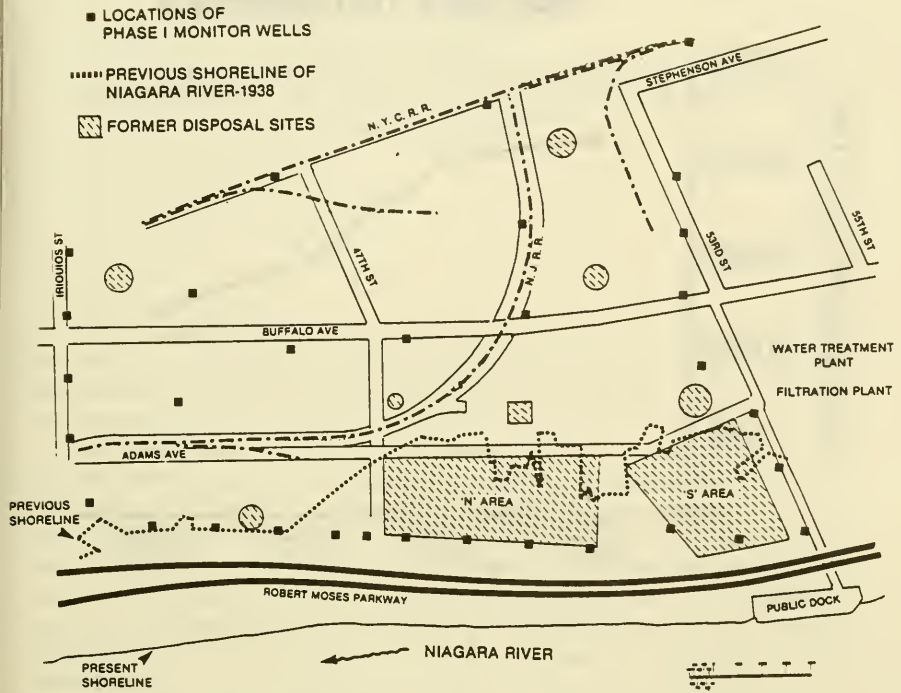 LOCATIONS OF
PHASE I MONITOR WELLS
PREVIOUS SHORELINE OF
NIAGARA RIVER-1938
FORMER DISPOSAL SITES
N. Y. C. R. R.
STEPHENSON AVE
IRIOUIOS ST
47TH ST
N. J. R. R.
53RD ST
55TH ST
BUFFALO AVE
WATER TREATMENT
PLANT
FILTRATION PLANT
ADAMS AVE
PREVIOUS
SHORELINE
'N' AREA
'S' AREA
ROBERT MOSES PARKWAY
PUBLIC DOCK
NIAGARA RIVER
PRESENT
SHORELINE